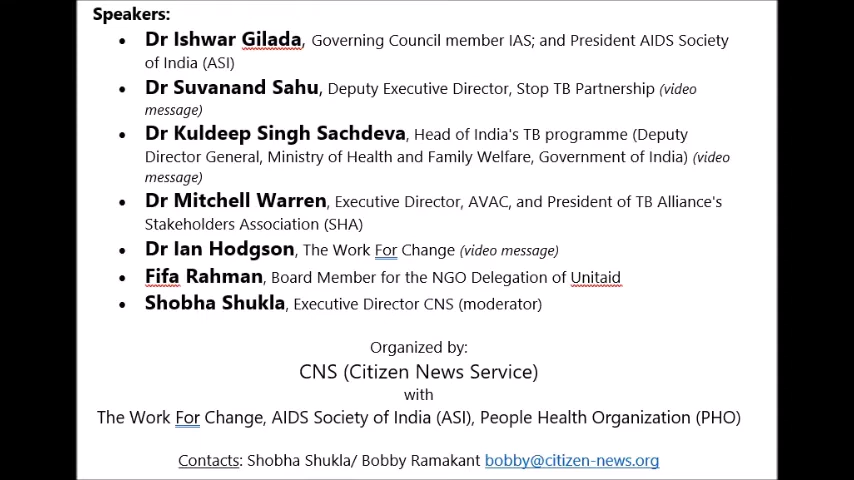 Speakers:
• Dr Ishwar Gilada, Governing Council member IAS; and President AIDS Society
of India (ASI)
• Dr Suvanand Sahu, Deputy Executive Director, Stop TB Partnership (video
message)
• Dr Kuldeep Singh Sachdeva, Head of India's TB programme (Deputy
Director General, Ministry of Health and Family Welfare, Government of India) (video
message)
• Dr Mitchell Warren, Executive Director, AVAC, and President of TB Alliance's
Stakeholders Association (SHA)
• Dr Ian Hodgson, The Work For Change (video message)
• Fifa Rahman, Board Member for the NGO Delegation of Unitaid
• Shobha Shukla, Executive Director CNS (moderator)
Organized by:
CNS (Citizen News Service)
with
The Work For Change, AIDS Society of India (ASI), People Health Organization (PHO)
Contacts: Shobha Shukla/ Bobby Ramakant bobby@citizen-news.org